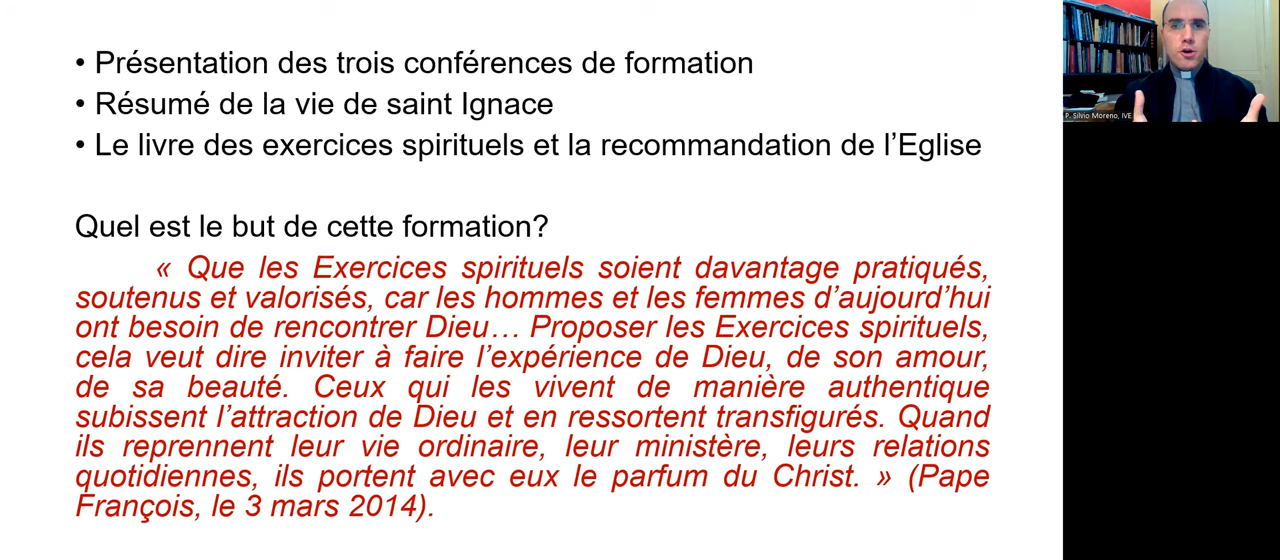 • Présentation des trois conférences de formation
• Résumé de la vie de saint Ignace
• Le livre des exercices spirituels et la recommandation de l’Eglise
Quel est le but de cette formation?
« Que les Exercices spirituels soient davantage pratiqués,
soutenus et valorisés, car les hommes et les femmes d’aujourd’hui
ont besoin de rencontrer Dieu… Proposer les Exercices spirituels,
cela veut dire inviter à faire l’expérience de Dieu, de son amour,
de sa beauté. Ceux qui les vivent de manière authentique
subissent l’attraction de Dieu et en ressortent transfigurés. Quand
ils reprennent leur vie ordinaire, leur ministère, leurs relations
quotidiennes, ils portent avec eux le parfum du Christ. » (Pape
François, le 3 mars 2014).
P. Silvio Moreno, IVE